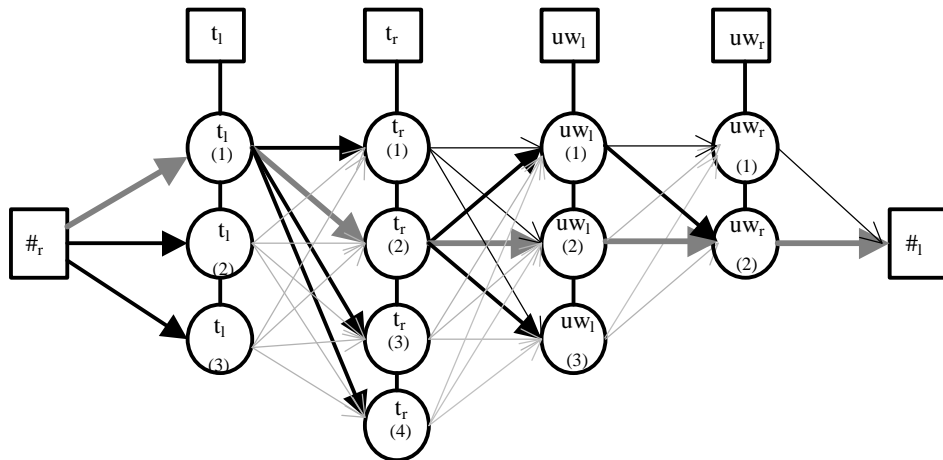 t_l t_r uw_l uw_r
t_l (1) t_r (1) uw_l (1) uw_r (1)
#_r t_l (2) t_r (2) uw_l (2) uw_r (2) #_l
t_l (3) t_r (3) uw_l (3)
t_r (4)